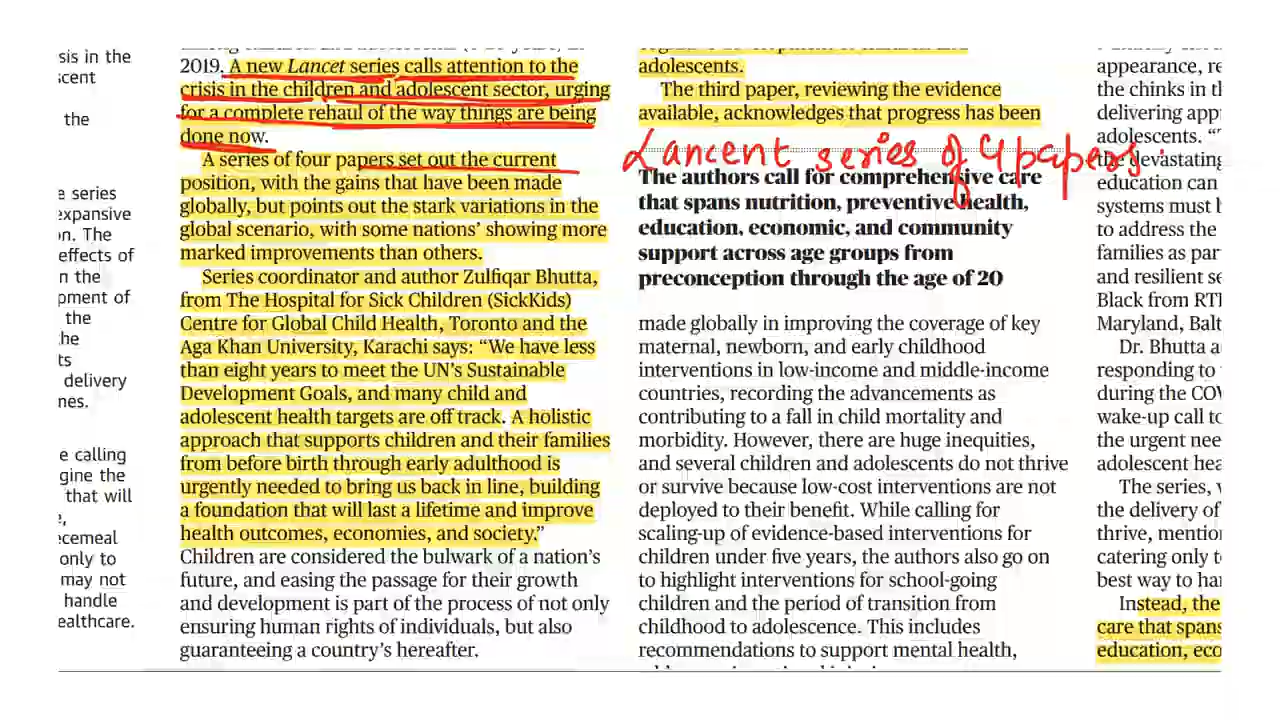 sis in the
scent
the
e series
expansive
on. The
effects of
n the
pment of
the
he
ts
delivery
nes.
e calling
gine the
that will
e,
ecemeal
only to
may not
handle
ealthcare.
2019. A new Lancet series calls attention to the
crisis in the children and adolescent sector, urging
for a complete rehaul of the way things are being
done now.
A series of four papers set out the current
position, with the gains that have been made
globally, but points out the stark variations in the
global scenario, with some nations' showing more
marked improvements than others.
Series coordinator and author Zulfiqar Bhutta,
from The Hospital for Sick Children (SickKids)
Centre for Global Child Health, Toronto and the
Aga Khan University, Karachi says: “We have less
than eight years to meet the UN's Sustainable
Development Goals, and many child and
adolescent health targets are off track. A holistic
approach that supports children and their families
from before birth through early adulthood is
urgently needed to bring us back in line, building
a foundation that will last a lifetime and improve
health outcomes, economies, and society.”
Children are considered the bulwark of a nation's
future, and easing the passage for their growth
and development is part of the process of not only
ensuring human rights of individuals, but also
guaranteeing a country's hereafter.
adolescents.
The third paper, reviewing the evidence
available, acknowledges that progress has been
Lancent series of 4 papers.
The authors call for comprehensive care
that spans nutrition, preventive health,
education, economic, and community
support across age groups from
preconception through the age of 20
made globally in improving the coverage of key
maternal, newborn, and early childhood
interventions in low-income and middle-income
countries, recording the advancements as
contributing to a fall in child mortality and
morbidity. However, there are huge inequities,
and several children and adolescents do not thrive
or survive because low-cost interventions are not
deployed to their benefit. While calling for
scaling-up of evidence-based interventions for
children under five years, the authors also go on
to highlight interventions for school-going
children and the period of transition from
childhood to adolescence. This includes
recommendations to support mental health,
appearance, re
the chinks in th
delivering app
adolescents. “T
the devastating
education can
systems must b
to address the
families as par
and resilient se
Black from RTI
Maryland, Balt
Dr. Bhutta a
responding to
during the COV
wake-up call to
the urgent nee
adolescent hea
The series, w
the delivery of
thrive, mention
catering only t
best way to har
Instead, the
care that spans
education, eco